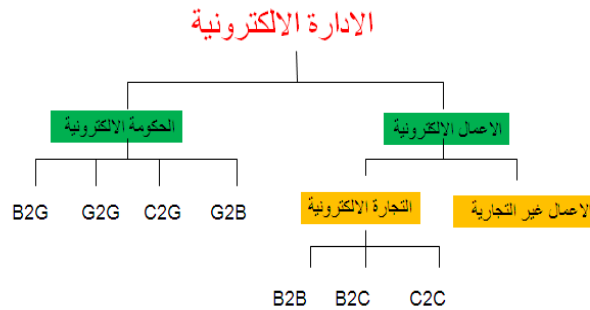 الادارة الالكترونية
الاعمال الالكترونية
الحكومة الالكترونية
B2G G2G C2G G2B
التجارة الالكترونية
الاعمال غير التجارية
B2B B2C C2C